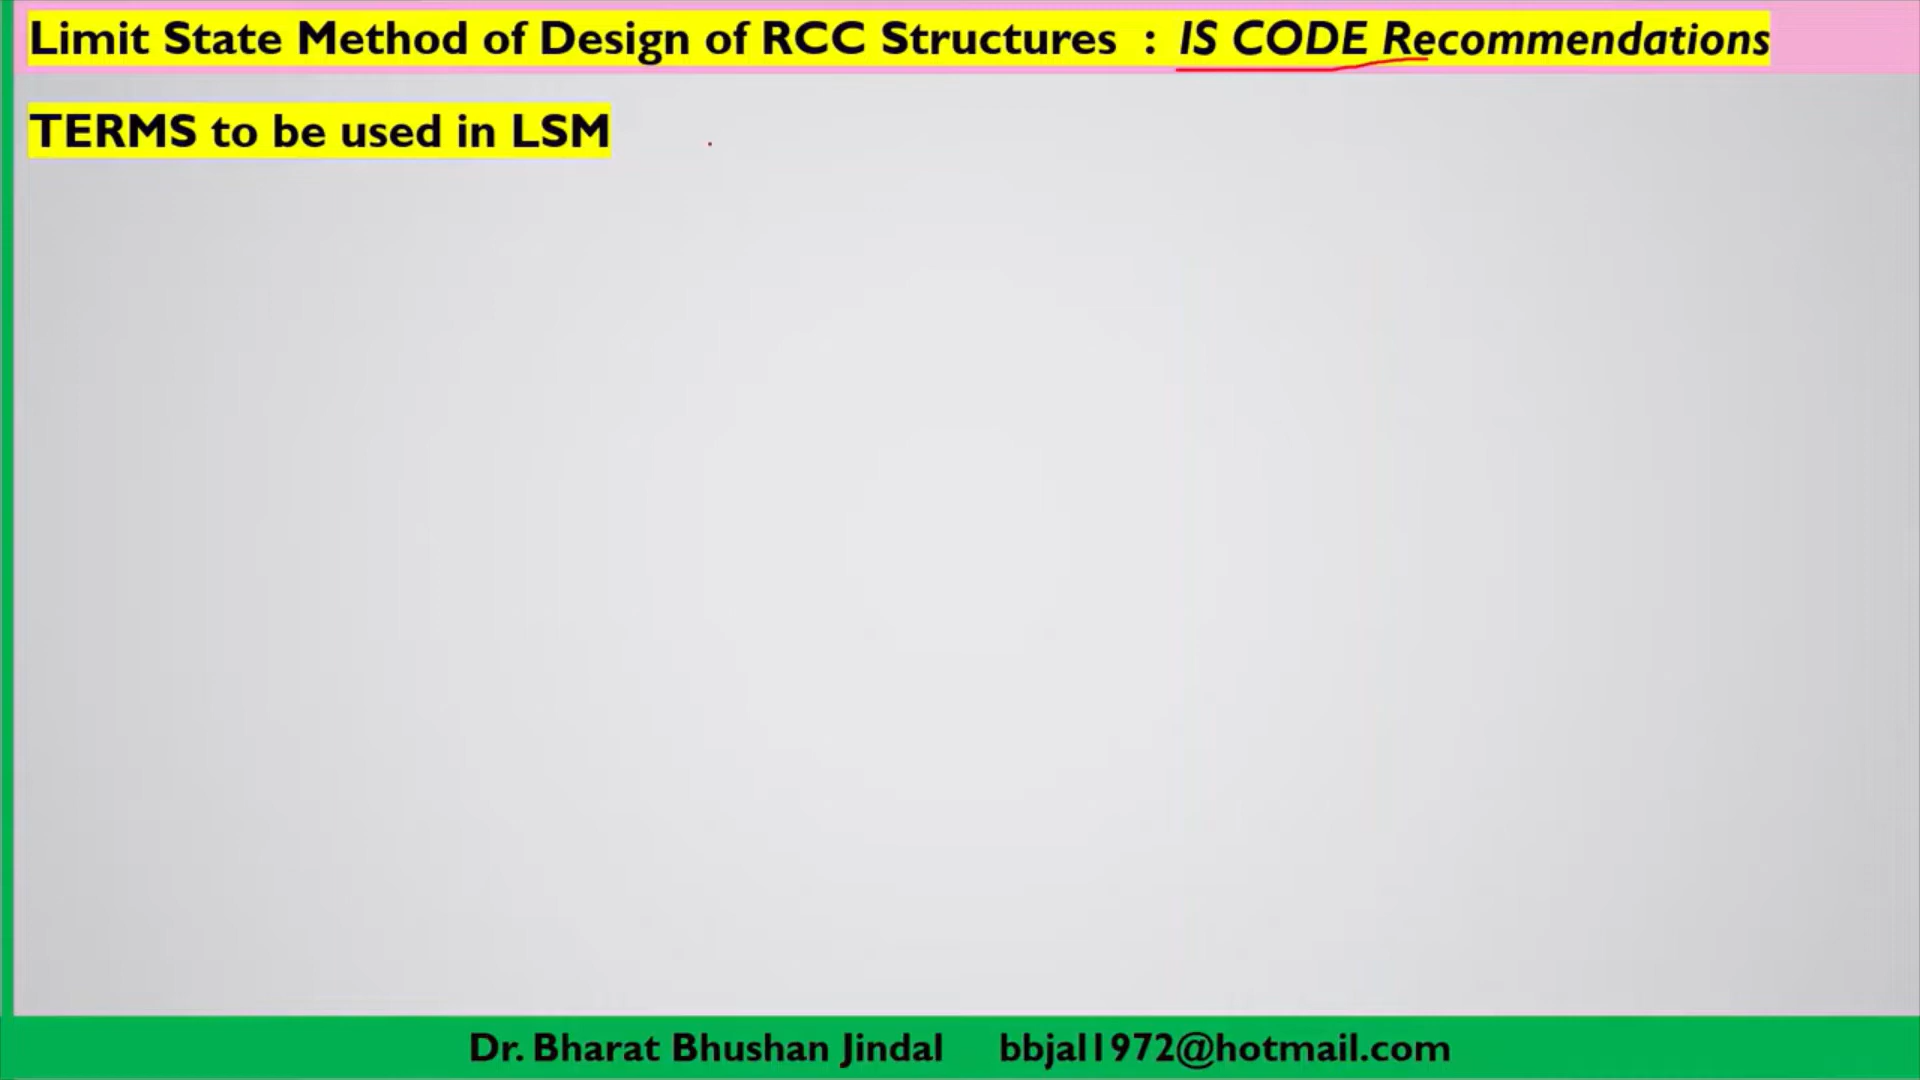 Limit State Method of Design of RCC Structures : IS CODE Recommendations
TERMS to be used in LSM
Dr. Bharat Bhushan Jindal bbjal1972@hotmail.com